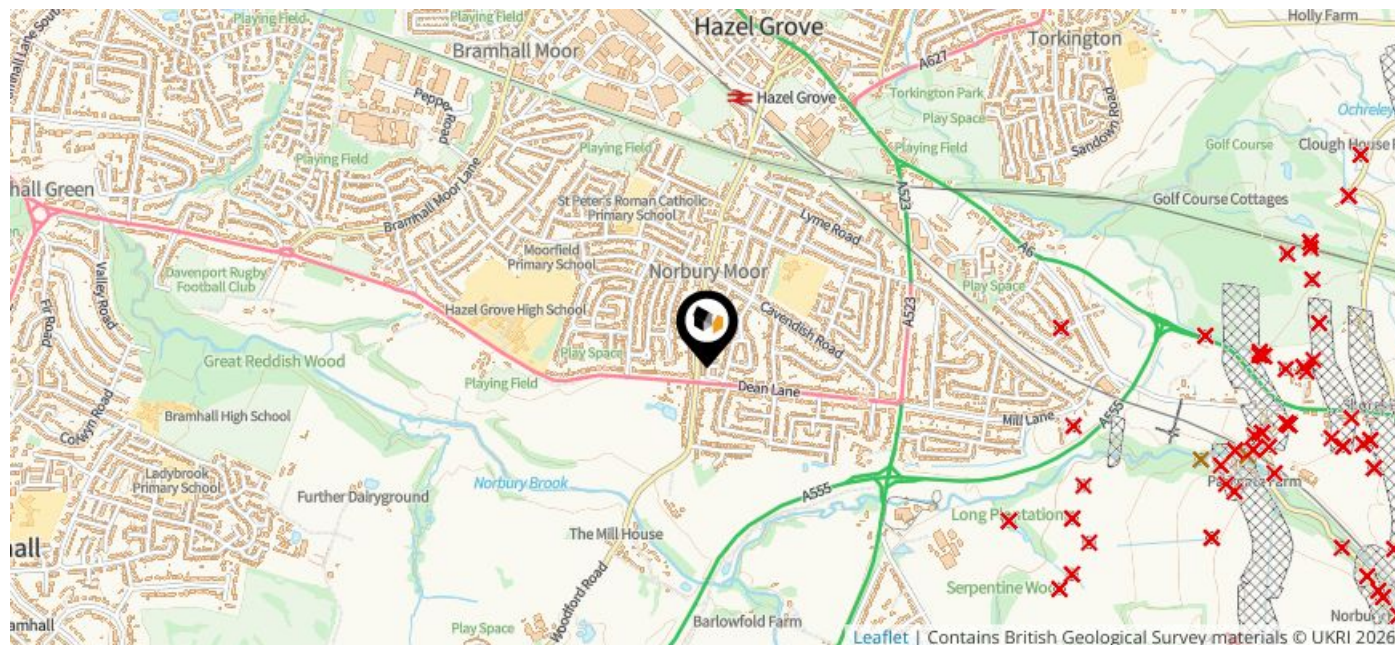 Playing Field
Playing Field
Holly Farm
Hazel Grove
Bramhall Moor
Torkington
A627
Pepper
Road
Hazel Grove
Torkington Park
Play Space
Sandown Road
Playing Field
Playing Field
Playing Field
Golf Course
Clough House
Bramhall Moor Lane
A523
Golf Course Cottages
St Peter's Roman Catholic
Primary School
Lyme Road
A6
Moorfield
Primary School
Norbury Moor
Davenport Rugby
Football Club
Valley Road
Fir Road
Play Space
Hazel Grove High School
Cavendish Road
A523
Great Reddish Wood
Play Space
Playing Field
Dean Lane
Bramhall High School
Mill Lane
A555
Colwyn Road
Ladybrook
Primary School
Further Dairyground
Norbury Brook
A555
Long Plantation
The Mill House
Serpentine Wood
Woodford Road
Play Space
Barlowfold Farm
Leaflet | Contains British Geological Survey materials © UKRI 2026